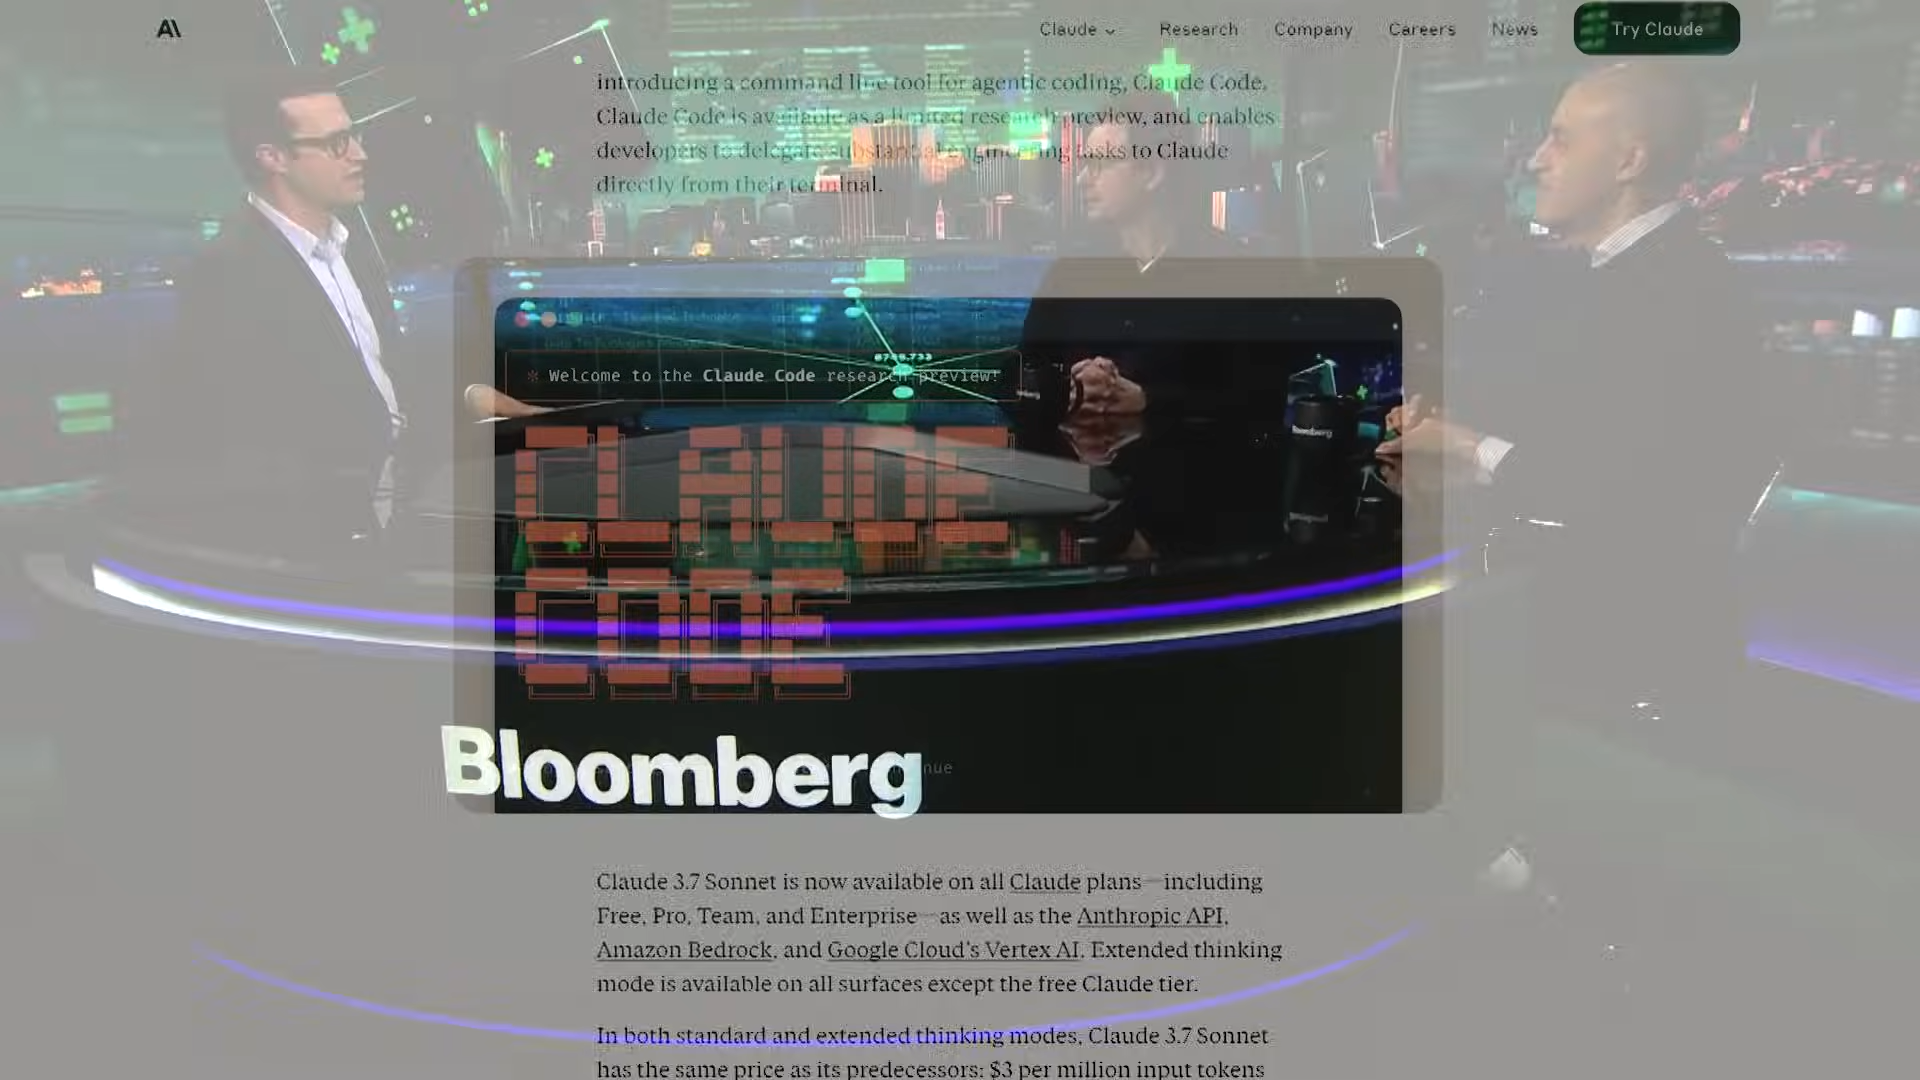 Claude Research Company Careers News Try Claude
introducing a command line tool for agentic coding, Claude Code.
Claude Code is available as a limited research preview, and enables
developers to delegate substantial engineering tasks to Claude
directly from their terminal.
* Welcome to the Claude Code research preview!
Bloomberg
CLAUDE
CODE
Bloomberg
Claude 3.7 Sonnet is now available on all Claude plans—including
Free, Pro, Team, and Enterprise—as well as the Anthropic API,
Amazon Bedrock, and Google Cloud's Vertex AI. Extended thinking
mode is available on all surfaces except the free Claude tier.
In both standard and extended thinking modes, Claude 3.7 Sonnet
has the same price as its predecessors: $3 per million input tokens